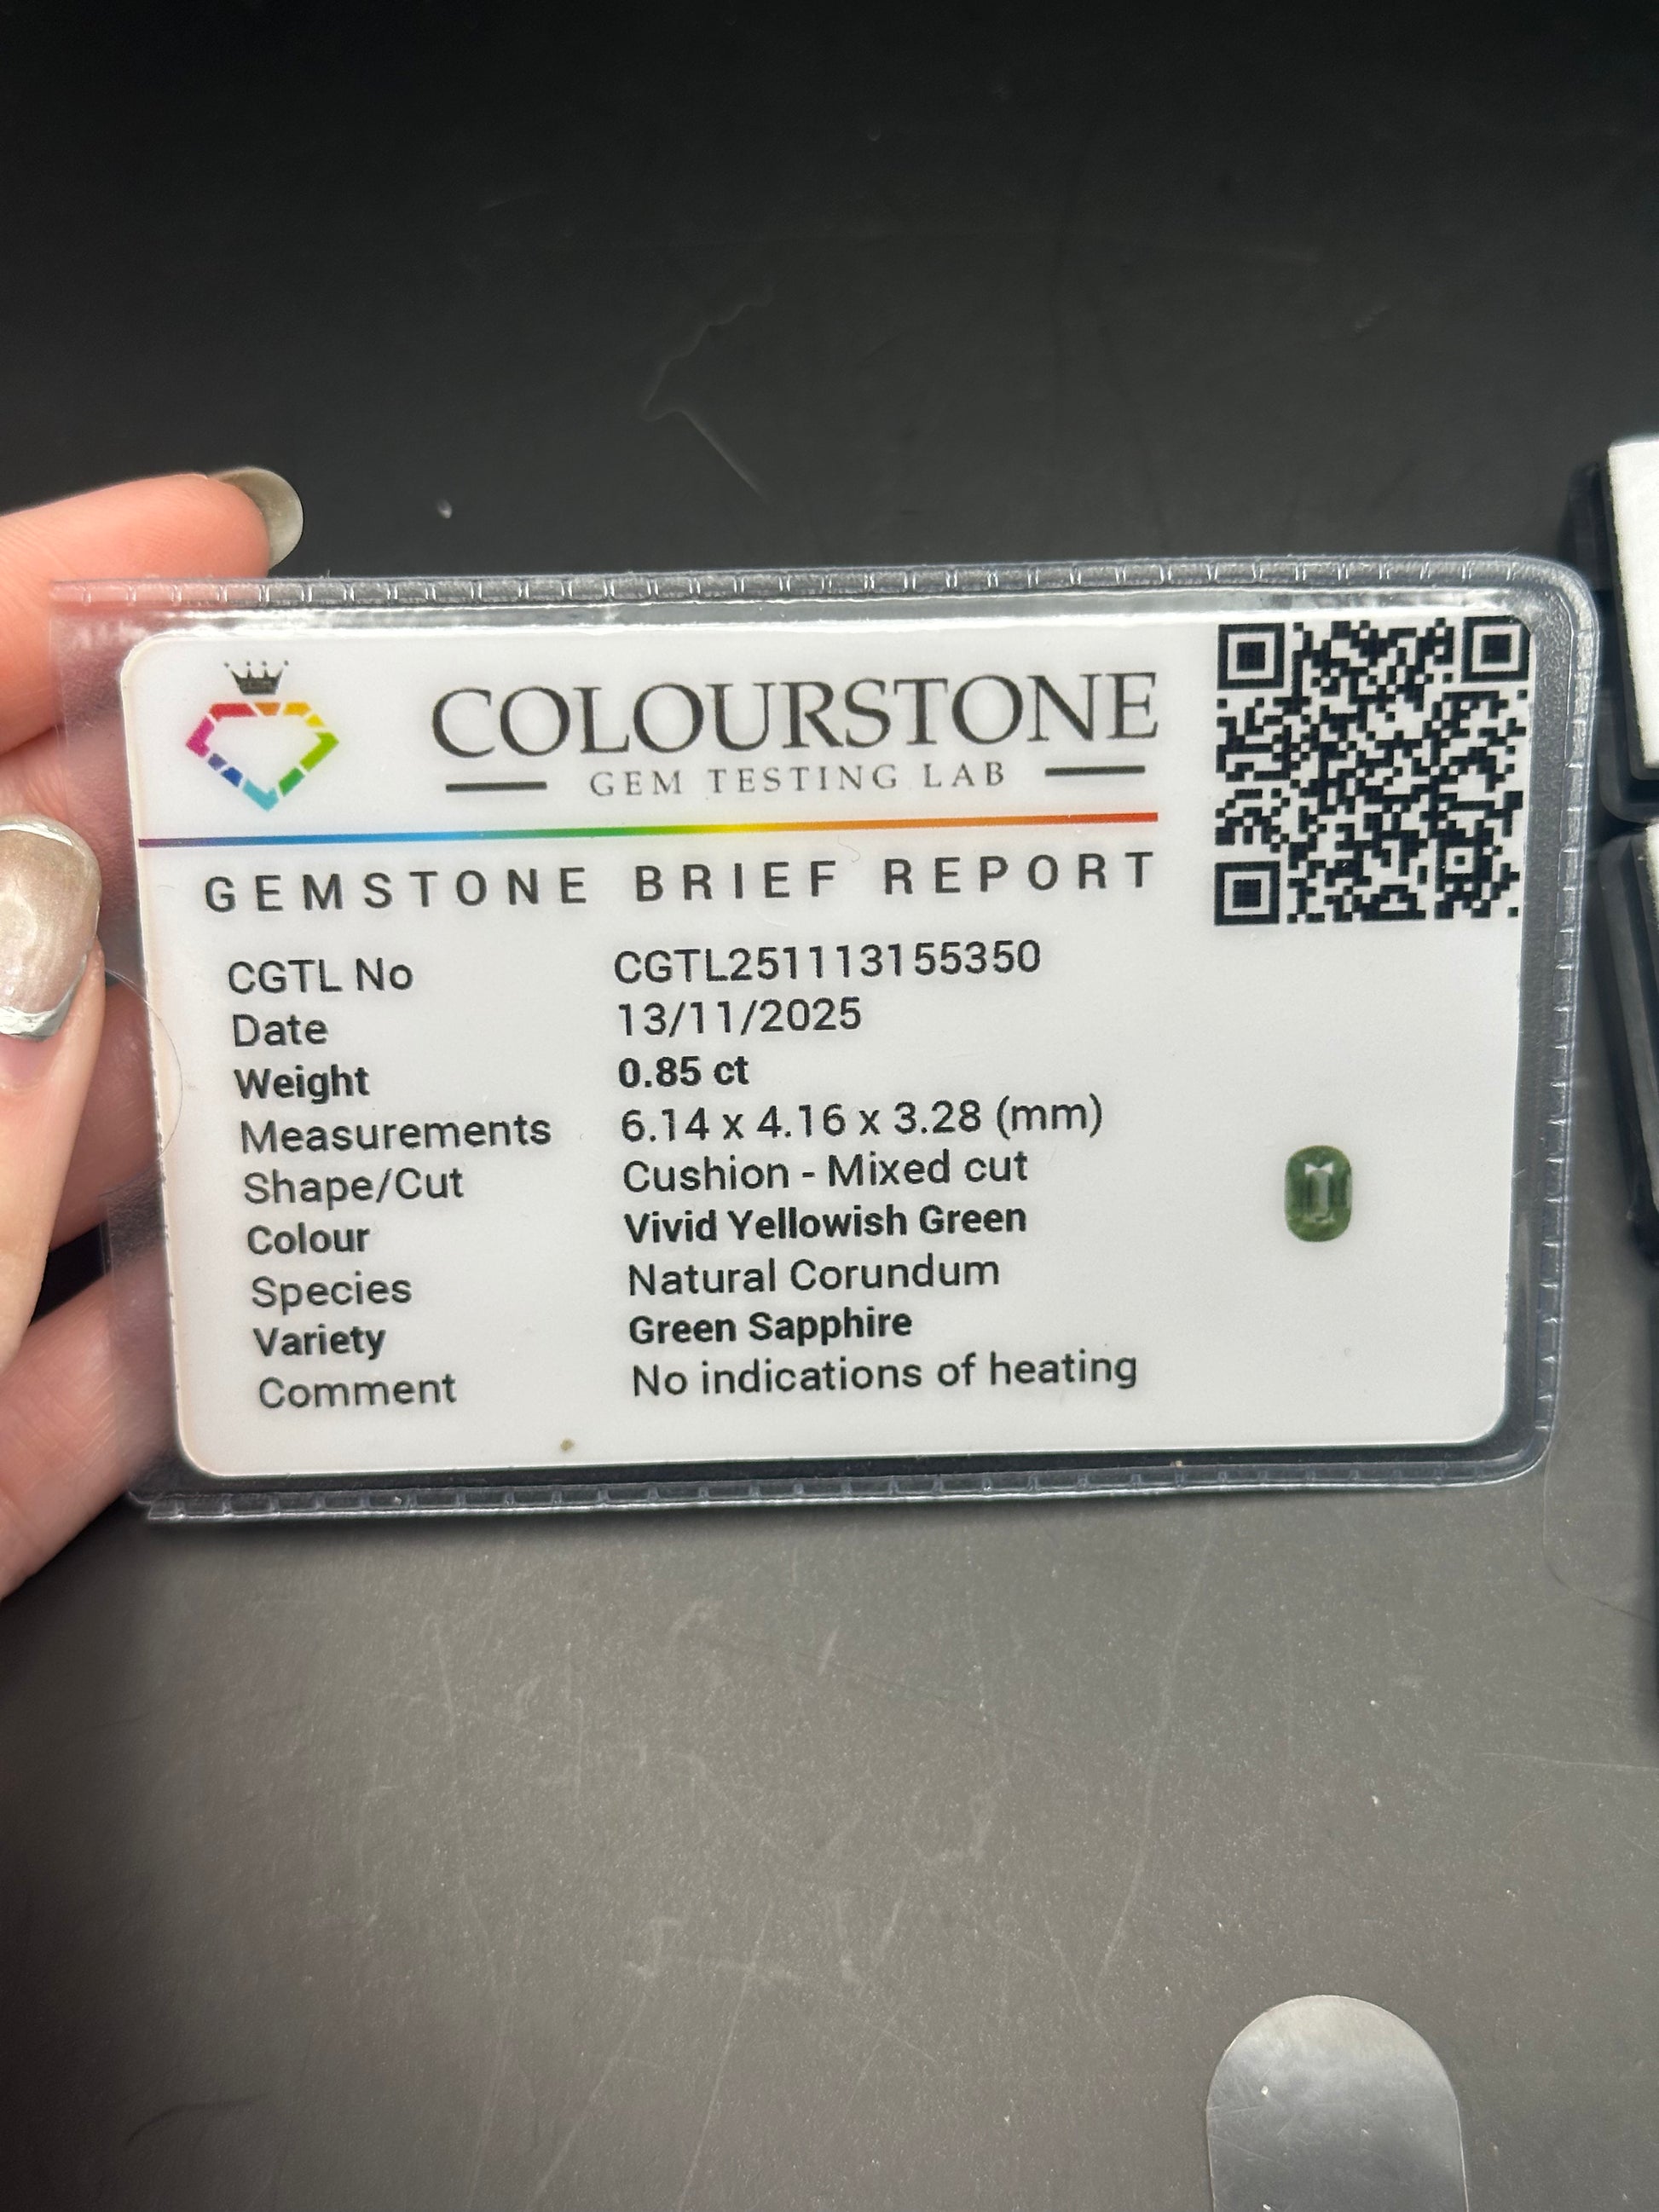 COLOURSTONE
GEM TESTING LAB
GEMSTONE BRIEF REPORT
CGTL No CGTL251113155350
Date 13/11/2025
Weight 0.85 ct
Measurements 6.14 x 4.16 x 3.28 (mm)
Shape/Cut Cushion - Mixed cut
Colour Vivid Yellowish Green
Species Natural Corundum
Variety Green Sapphire
Comment No indications of heating